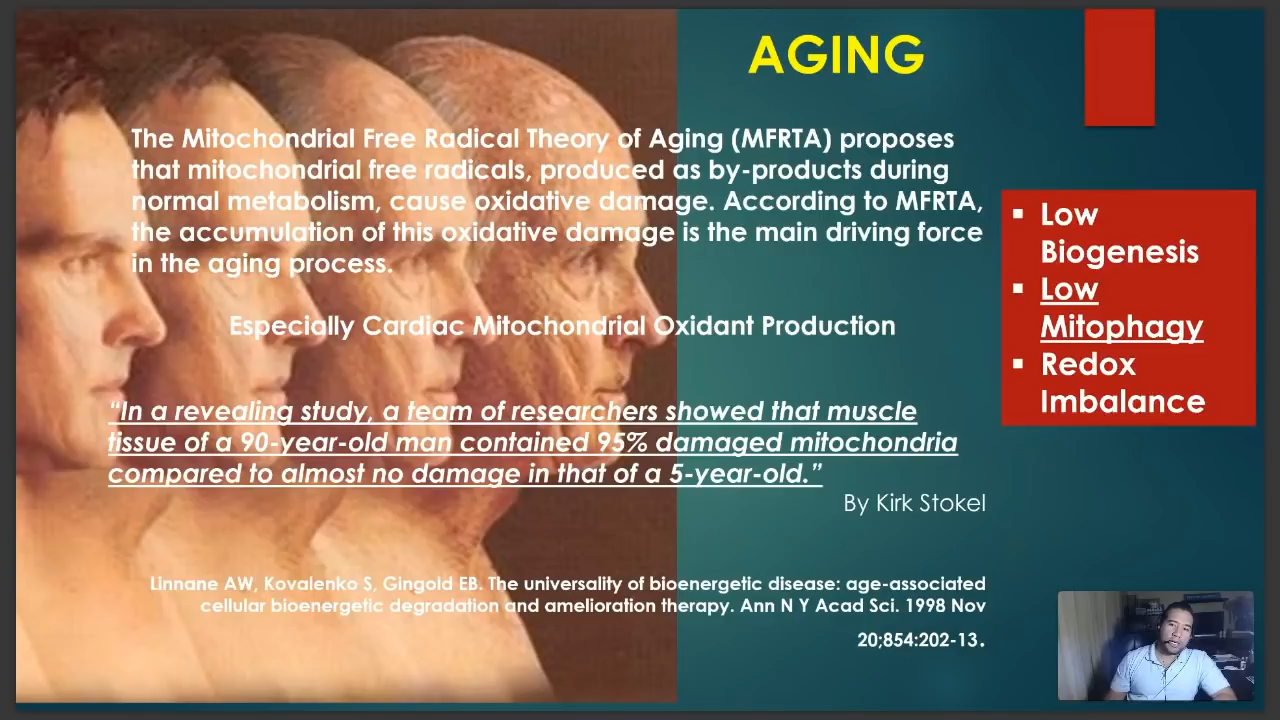 AGING
The Mitochondrial Free Radical Theory of Aging (MFRTA) proposes
that mitochondrial free radicals, produced as by-products during
normal metabolism, cause oxidative damage. According to MFRTA,
the accumulation of this oxidative damage is the main driving force
in the aging process.
Especially Cardiac Mitochondrial Oxidant Production
“In a revealing study, a team of researchers showed that muscle
tissue of a 90-year-old man contained 95% damaged mitochondria
compared to almost no damage in that of a 5-year-old.”
By Kirk Stokel
Linnane AW, Kovalenko S, Gingold EB. The universality of bioenergetic disease: age-associated
cellular bioenergetic degradation and amelioration therapy. Ann N Y Acad Sci. 1998 Nov
20;854:202-13.
▪ Low
Biogenesis
▪ Low
Mitophagy
▪ Redox
Imbalance